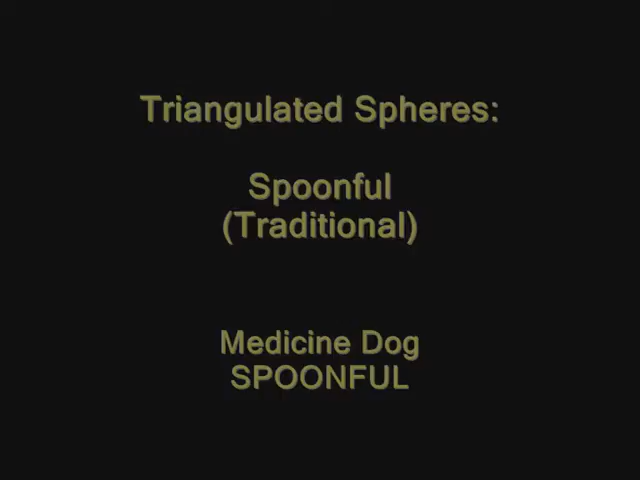 Triangulated Spheres:
Spoonful
(Traditional)
Medicine Dog
SPOONFUL